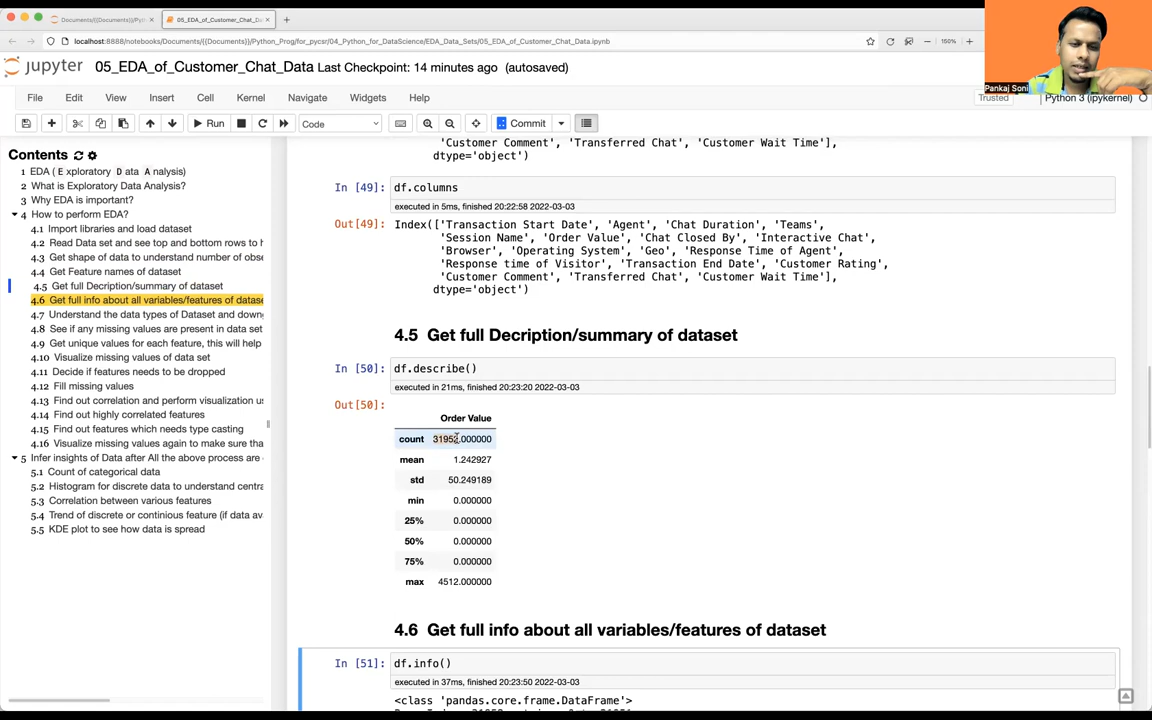 Documents/{{Documents}}/Pyth
05_EDA_of_Customer_Chat_Da
localhost:8888/notebooks/Documents/{{Documents}}/Python_Prog/for_pycsr/04_Python_for_DataScience/EDA_Data_Sets/05_EDA_of_Customer_Chat_Data.ipynb
150%
Pankaj Soni
jupyter 05_EDA_of_Customer_Chat_Data Last Checkpoint: 14 minutes ago (autosaved)
File Edit View Insert Cell Kernel Navigate Widgets Help
Trusted
Python 3 (ipykernel)
Run
Code
Commit
Contents
1 EDA ( E xploratory D ata A nalysis)
2 What is Exploratory Data Analysis?
3 Why EDA is important?
4 How to perform EDA?
4.1 Import libraries and load dataset
4.2 Read Data set and see top and bottom rows to h
4.3 Get shape of data to understand number of obse
4.4 Get Feature names of dataset
4.5 Get full Decription/summary of dataset
4.6 Get full info about all variables/features of datase
4.7 Understand the data types of Dataset and down
4.8 See if any missing values are present in data set
4.9 Get unique values for each feature, this will help
4.10 Visualize missing values of data set
4.11 Decide if features needs to be dropped
4.12 Fill missing values
4.13 Find out correlation and perform visualization us
4.14 Find out highly correlated features
4.15 Find out features which needs type casting
4.16 Visualize missing values again to make sure tha
5 Infer insights of Data after All the above process are
5.1 Count of categorical data
5.2 Histogram for discrete data to understand centra
5.3 Correlation between various features
5.4 Trend of discrete or continious feature (if data av
5.5 KDE plot to see how data is spread
'Customer Comment', 'Transferred Chat', 'Customer Wait Time'],
dtype='object')
In [49]: df.columns
executed in 5ms, finished 20:22:58 2022-03-03
Out[49]: Index(['Transaction Start Date', 'Agent', 'Chat Duration', 'Teams',
'Session Name', 'Order Value', 'Chat Closed By', 'Interactive Chat',
'Browser', 'Operating System', 'Geo', 'Response Time of Agent',
'Response time of Visitor', 'Transaction End Date', 'Customer Rating',
'Customer Comment', 'Transferred Chat', 'Customer Wait Time'],
dtype='object')
4.5 Get full Decription/summary of dataset
In [50]: df.describe()
executed in 21ms, finished 20:23:20 2022-03-03
Out[50]:
Order Value
count 31952.000000
mean 1.242927
std 50.249189
min 0.000000
25% 0.000000
50% 0.000000
75% 0.000000
max 4512.000000
4.6 Get full info about all variables/features of dataset
In [51]: df.info()
executed in 37ms, finished 20:23:50 2022-03-03
<class 'pandas.core.frame.DataFrame'>